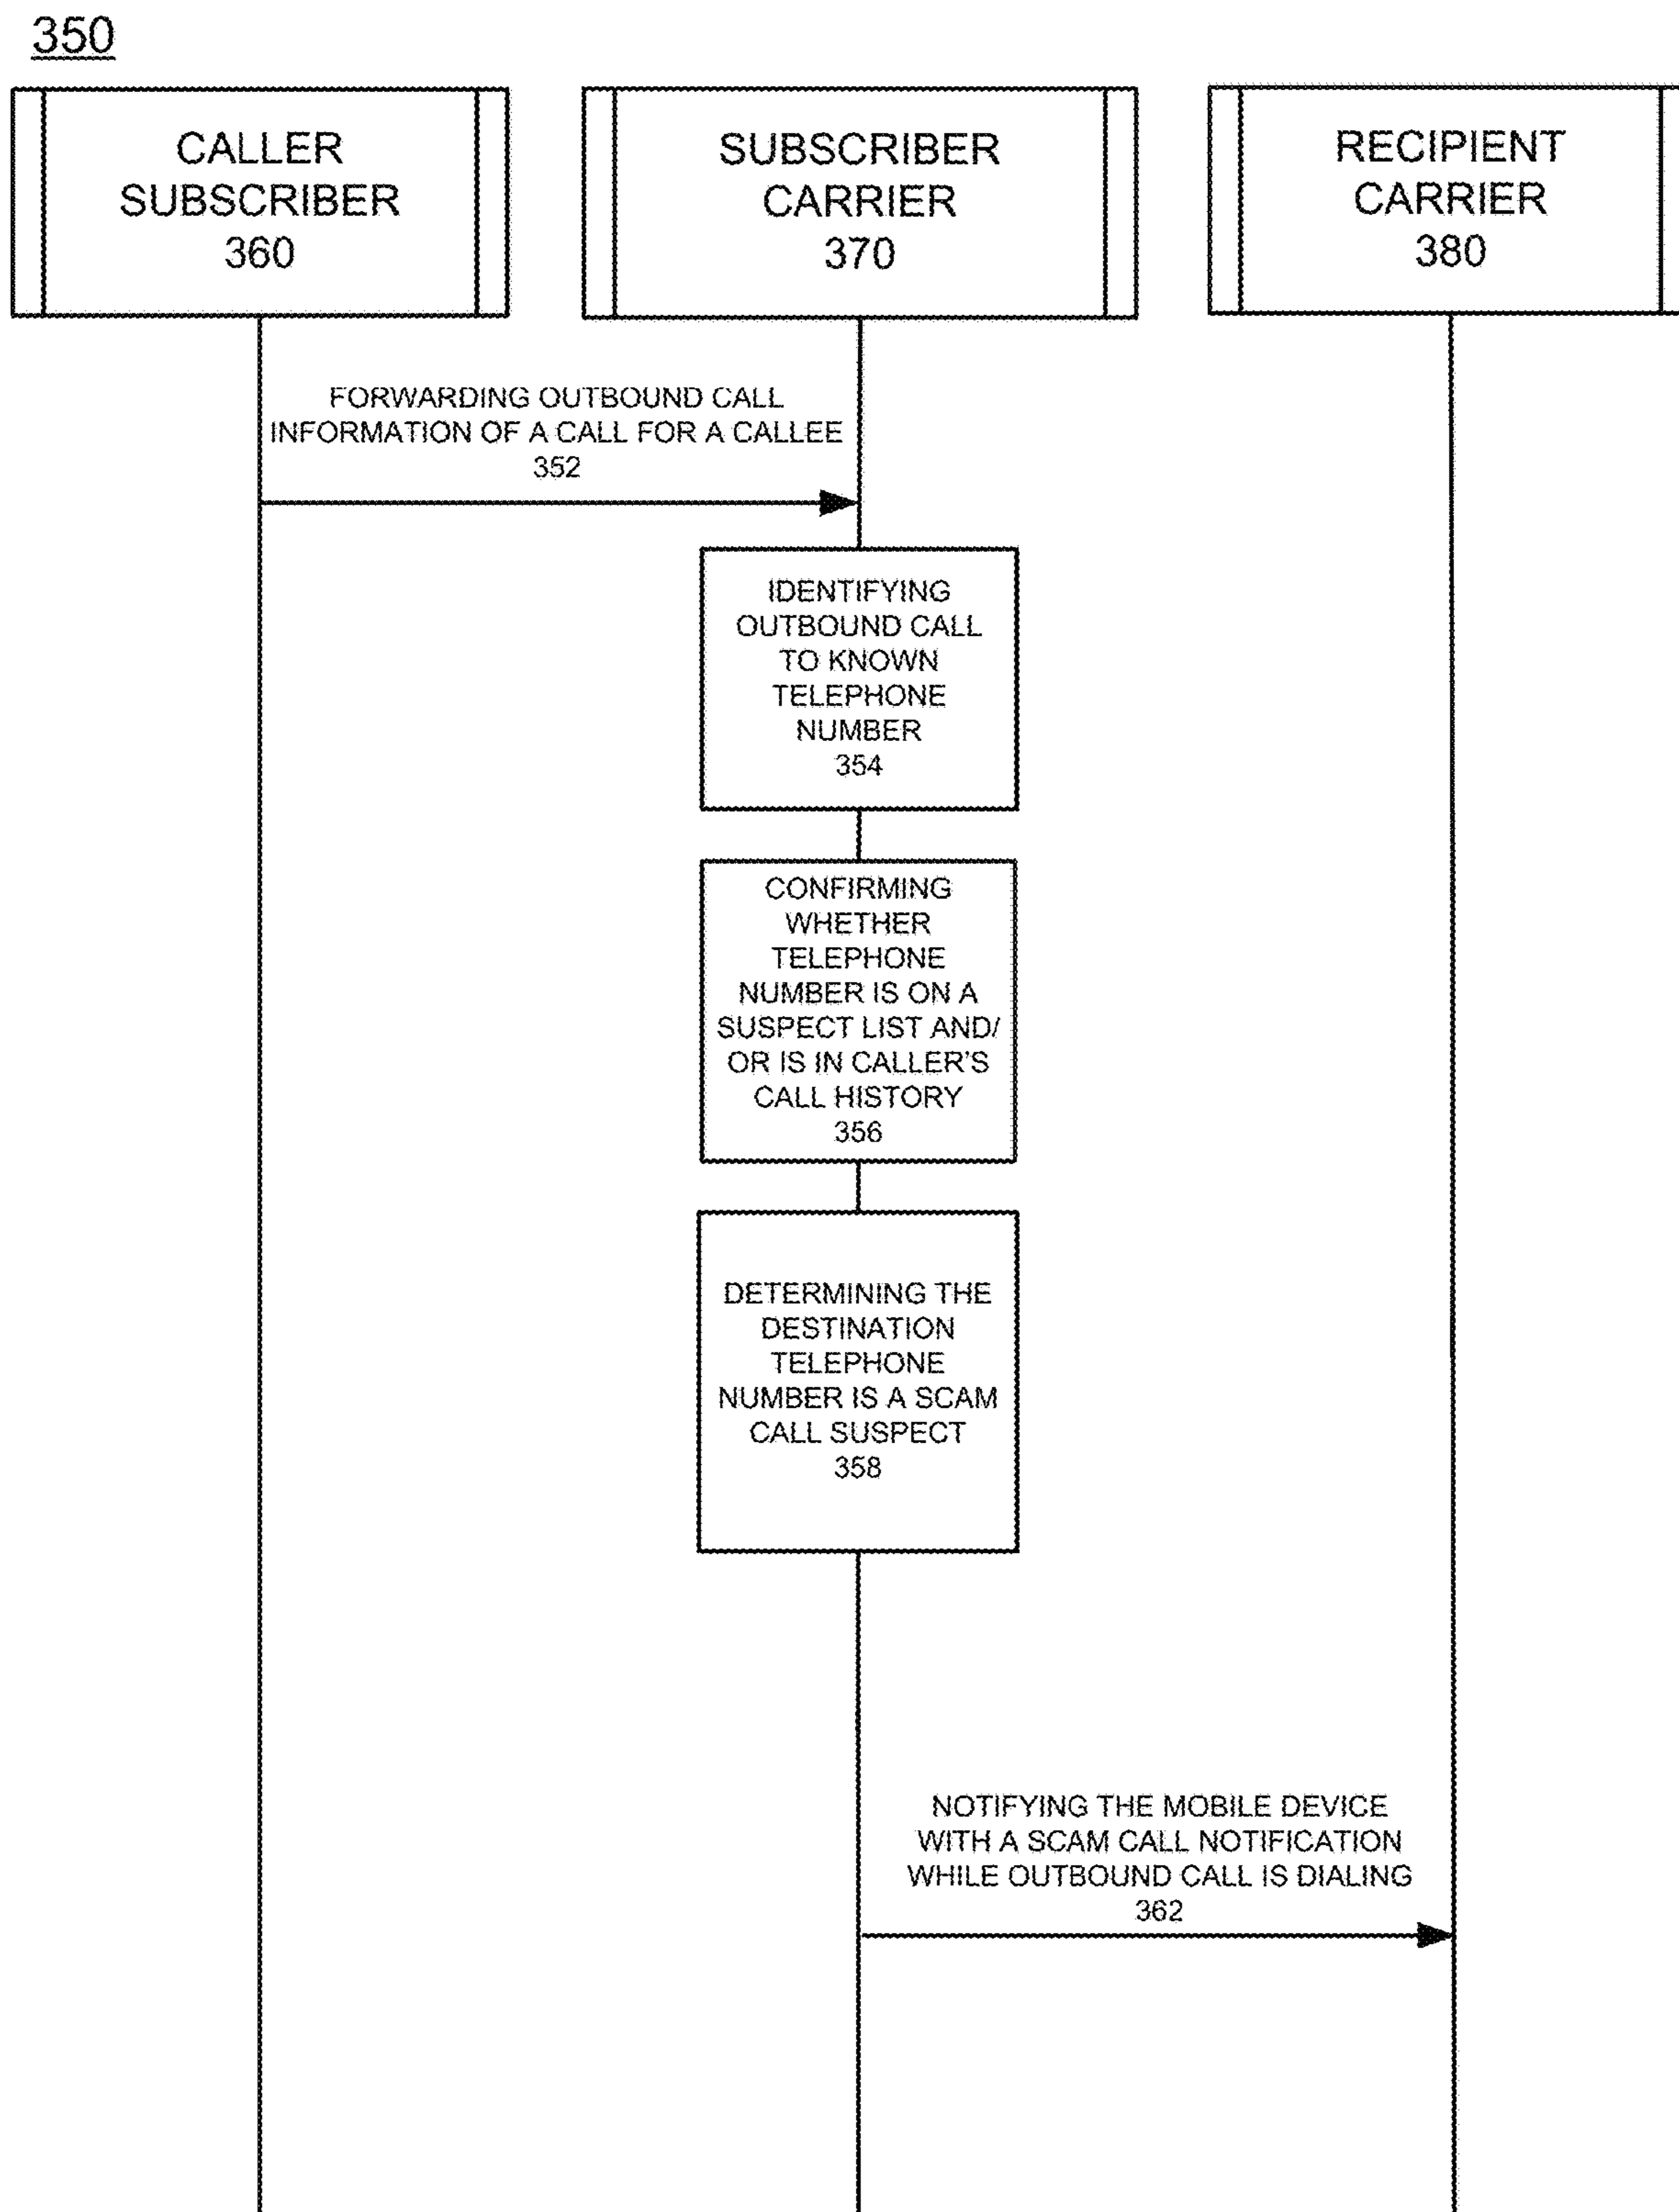 350
CALLER
SUBSCRIBER
360
SUBSCRIBER
CARRIER
370
RECIPIENT
CARRIER
380
FORWARDING OUTBOUND CALL
INFORMATION OF A CALL FOR A CALLEE
352
IDENTIFYING
OUTBOUND CALL
TO KNOWN
TELEPHONE
NUMBER
354
CONFIRMING
WHETHER
TELEPHONE
NUMBER IS ON A
SUSPECT LIST AND/
OR IS IN CALLER'S
CALL HISTORY
356
DETERMINING THE
DESTINATION
TELEPHONE
NUMBER IS A SCAM
CALL SUSPECT
358
NOTIFYING THE MOBILE DEVICE
WITH A SCAM CALL NOTIFICATION
WHILE OUTBOUND CALL IS DIALING
362